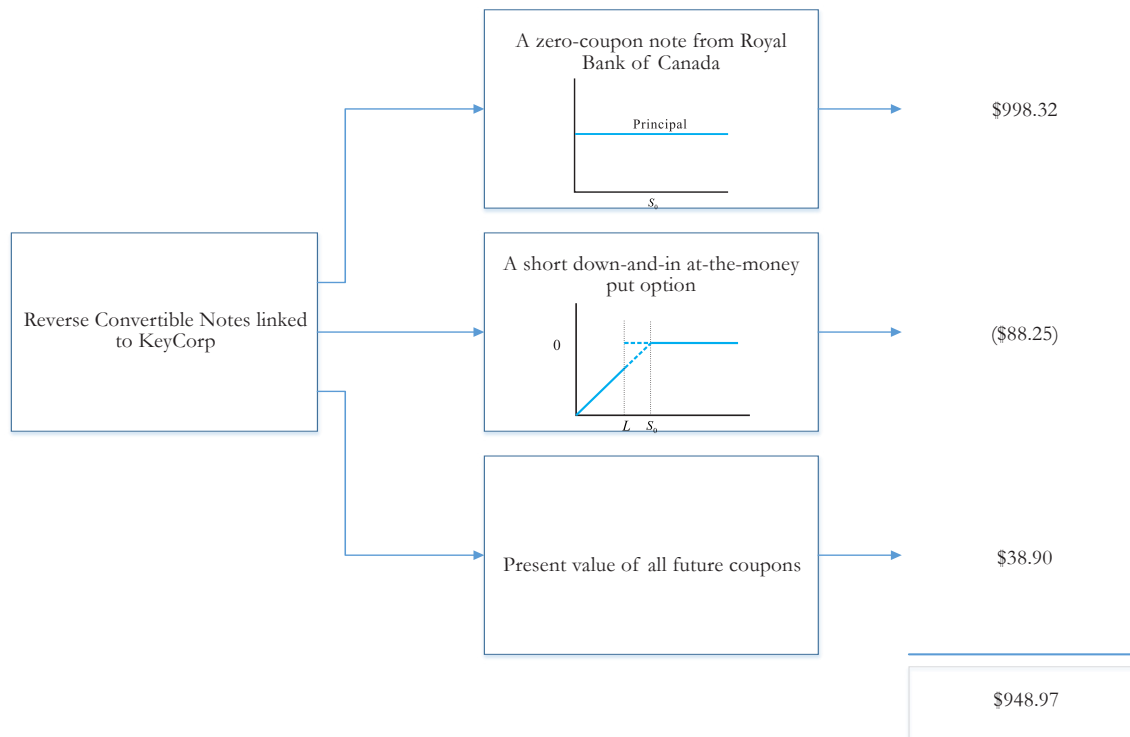 A zero-coupon note from Royal
Bank of Canada
Principal
S₀
$998.32
Reverse Convertible Notes linked
to KeyCorp
A short down-and-in at-the-money
put option
0
L S₀
($88.25)
Present value of all future coupons
$38.90
$948.97